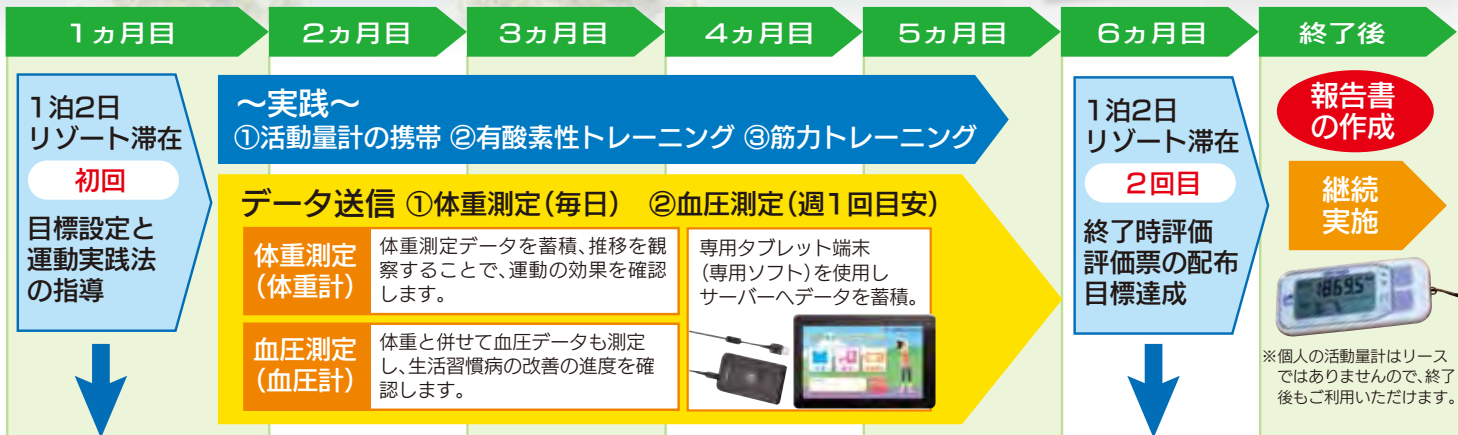 1ヵ月目
2ヵ月目
3ヵ月目
4ヵ月目
5ヵ月目
6ヵ月目
終了後
1泊2日
リゾート滞在
初回
目標設定と
運動実践法
の指導
〜実践〜
①活動量計の携帯 ②有酸素性トレーニング ③筋力トレーニング
データ送信 ①体重測定(毎日) ②血圧測定(週1回目安)
体重測定
(体重計)
体重測定データを蓄積、推移を観
察することで、運動の効果を確認
します。
血圧測定
(血圧計)
体重と併せて血圧データも測定
し、生活習慣病の改善の進度を確
認します。
専用タブレット端末
(専用ソフト)を使用し
サーバーへデータを蓄積。
1泊2日
リゾート滞在
2回目
終了時評価
評価票の配布
目標達成
報告書
の作成
継続
実施
18695
※個人の活動量計はリース
ではありませんので、終了
後もご利用いただけます。